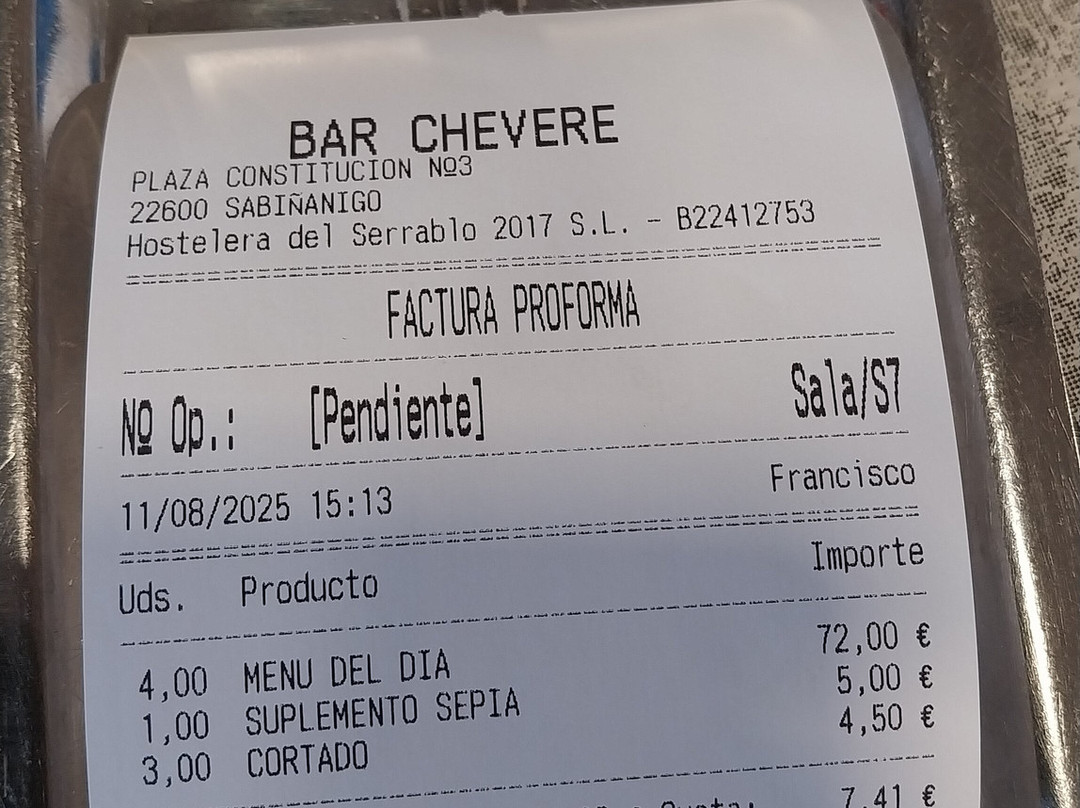 BAR CHEVERE
PLAZA CONSTITUCION Nº3
22600 SABIÑANIGO
Hostelera del Serrablo 2017 S.L. - B22412753
FACTURA PROFORMA
Nº Op.: [Pendiente] Sala/S7
11/08/2025 15:13 Francisco
Uds. Producto Importe
4,00 MENU DEL DIA 72,00 €
1,00 SUPLEMENTO SEPIA 5,00 €
3,00 CORTADO 4,50 €
7,41 €